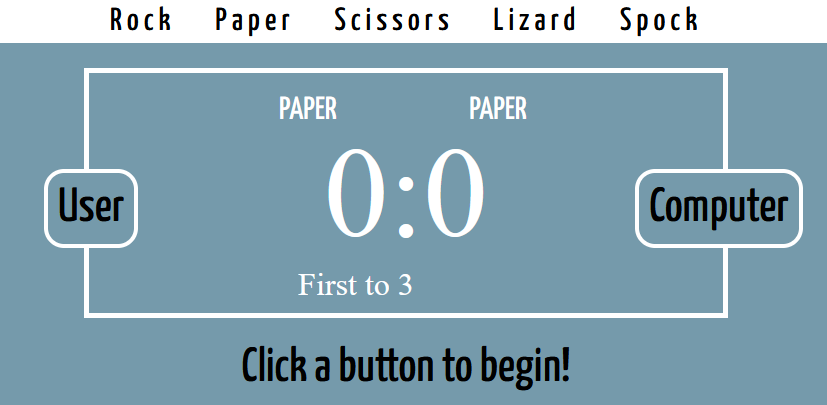 Rock Paper Scissors Lizard Spock
PAPER PAPER
0:0
User Computer
First to 3
Click a button to begin!